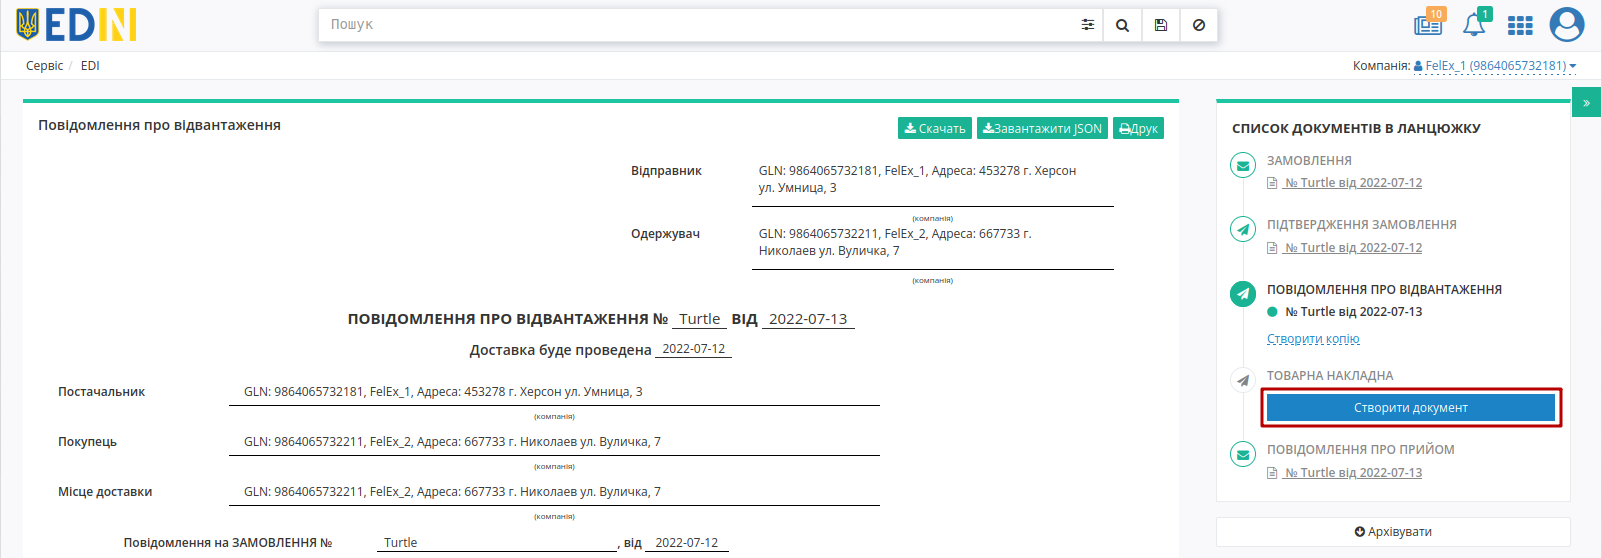 EDIN
Пошук
10
1
Сервіс / EDI
Компанія: FelEx_1 (9864065732181)
»
Повідомлення про відвантаження
Скачать
Завантажити JSON
Друк
Відправник
GLN: 9864065732181, FelEx_1, Адреса: 453278 г. Херсон
ул. Умница, 3
(компанія)
Одержувач
GLN: 9864065732211, FelEx_2, Адреса: 667733 г.
Николаев ул. Вуличка, 7
(компанія)
ПОВІДОМЛЕННЯ ПРО ВІДВАНТАЖЕННЯ № Turtle ВІД 2022-07-13
Доставка буде проведена 2022-07-12
Постачальник GLN: 9864065732181, FelEx_1, Адреса: 453278 г. Херсон ул. Умница, 3
(компанія)
Покупець GLN: 9864065732211, FelEx_2, Адреса: 667733 г. Николаев ул. Вуличка, 7
(компанія)
Місце доставки GLN: 9864065732211, FelEx_2, Адреса: 667733 г. Николаев ул. Вуличка, 7
(компанія)
Повідомлення на ЗАМОВЛЕННЯ № Turtle , від 2022-07-12
СПИСОК ДОКУМЕНТІВ В ЛАНЦЮЖКУ
ЗАМОВЛЕННЯ
№ Turtle від 2022-07-12
ПІДТВЕРДЖЕННЯ ЗАМОВЛЕННЯ
№ Turtle від 2022-07-12
ПОВІДОМЛЕННЯ ПРО ВІДВАНТАЖЕННЯ
№ Turtle від 2022-07-13
Створити копію
ТОВАРНА НАКЛАДНА
Створити документ
ПОВІДОМЛЕННЯ ПРО ПРИЙОМ
№ Turtle від 2022-07-13
Архівувати